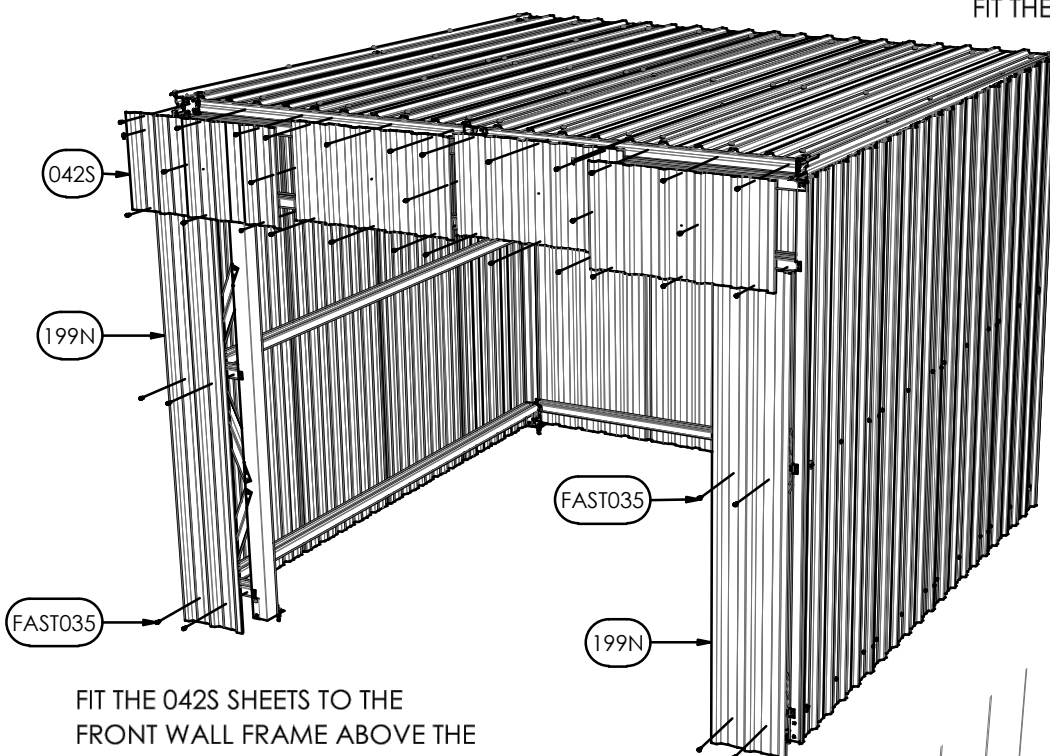 FIT THE
042S
199N
FAST035
FAST035
199N
FIT THE 042S SHEETS TO THE
FRONT WALL FRAME ABOVE THE